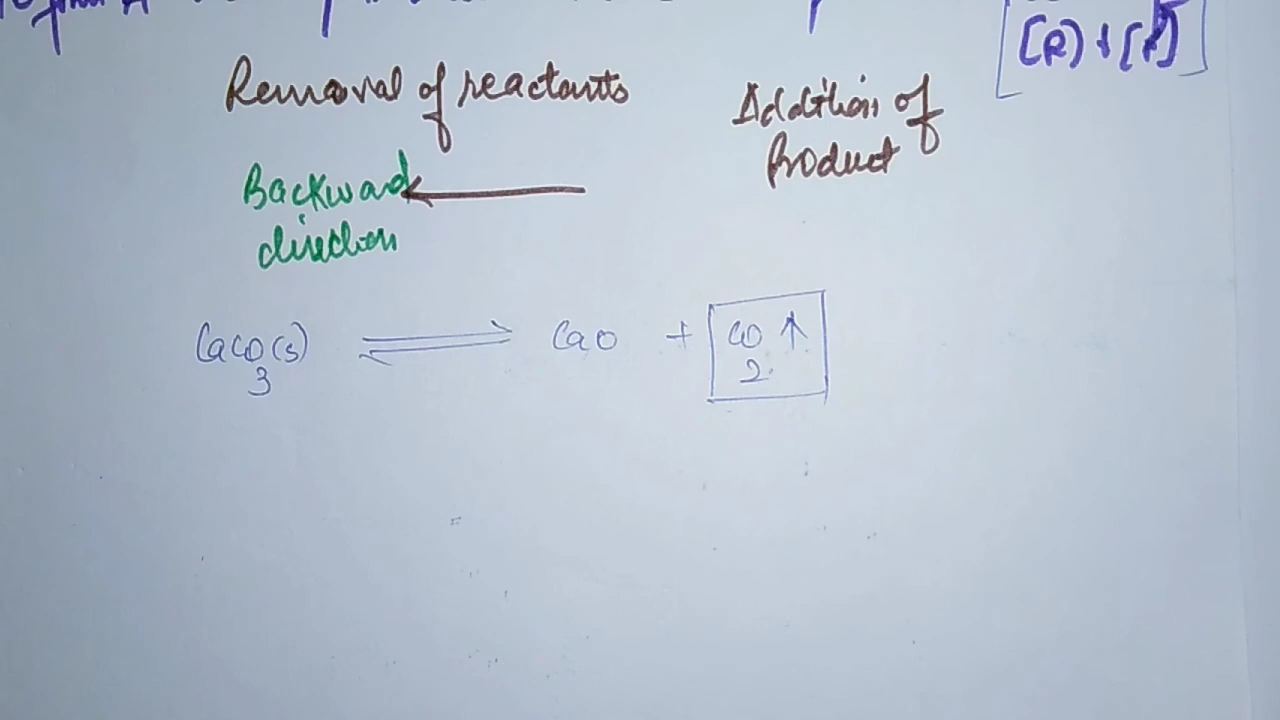 [R] + [P]
Removal of reactants
Addition of
Product
Backward
direction
CaCO3(s) ⇌ CaO + CO2 ↑